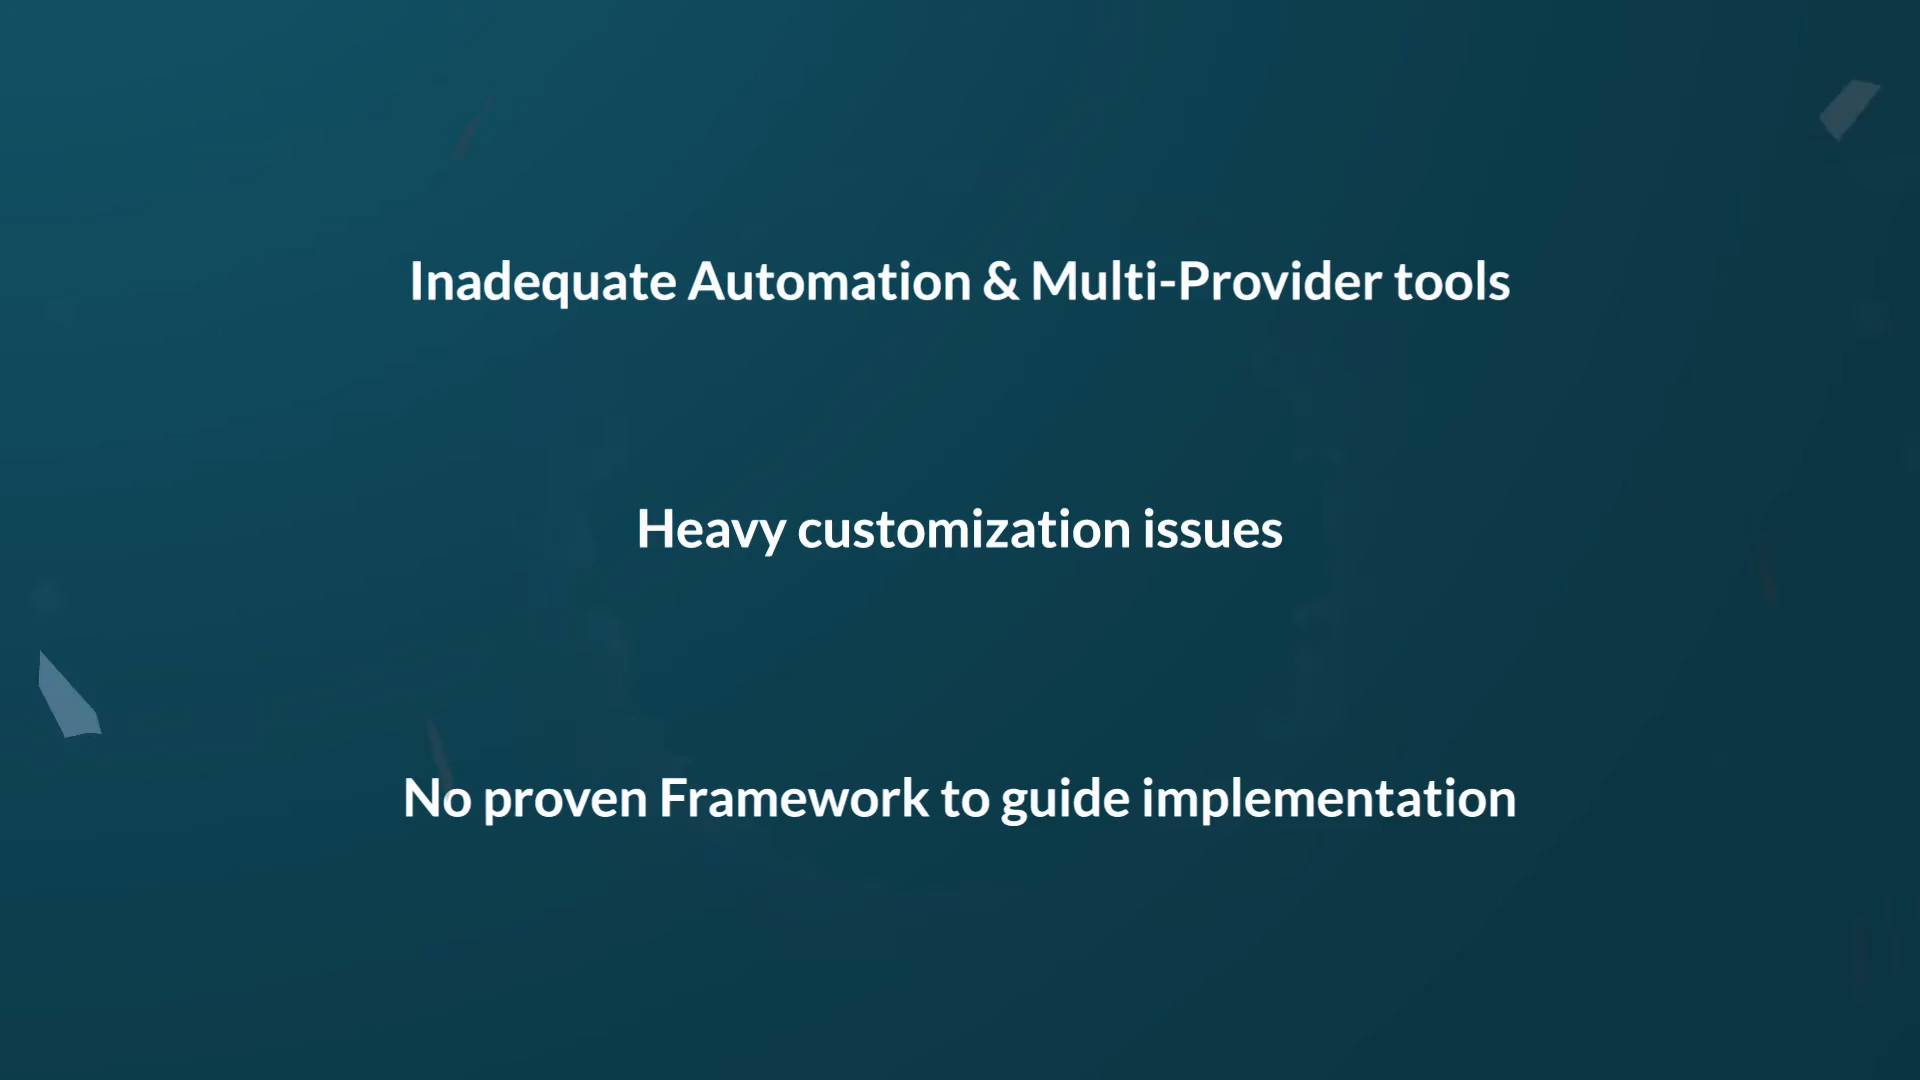 Inadequate Automation & Multi-Provider tools
Heavy customization issues
No proven Framework to guide implementation